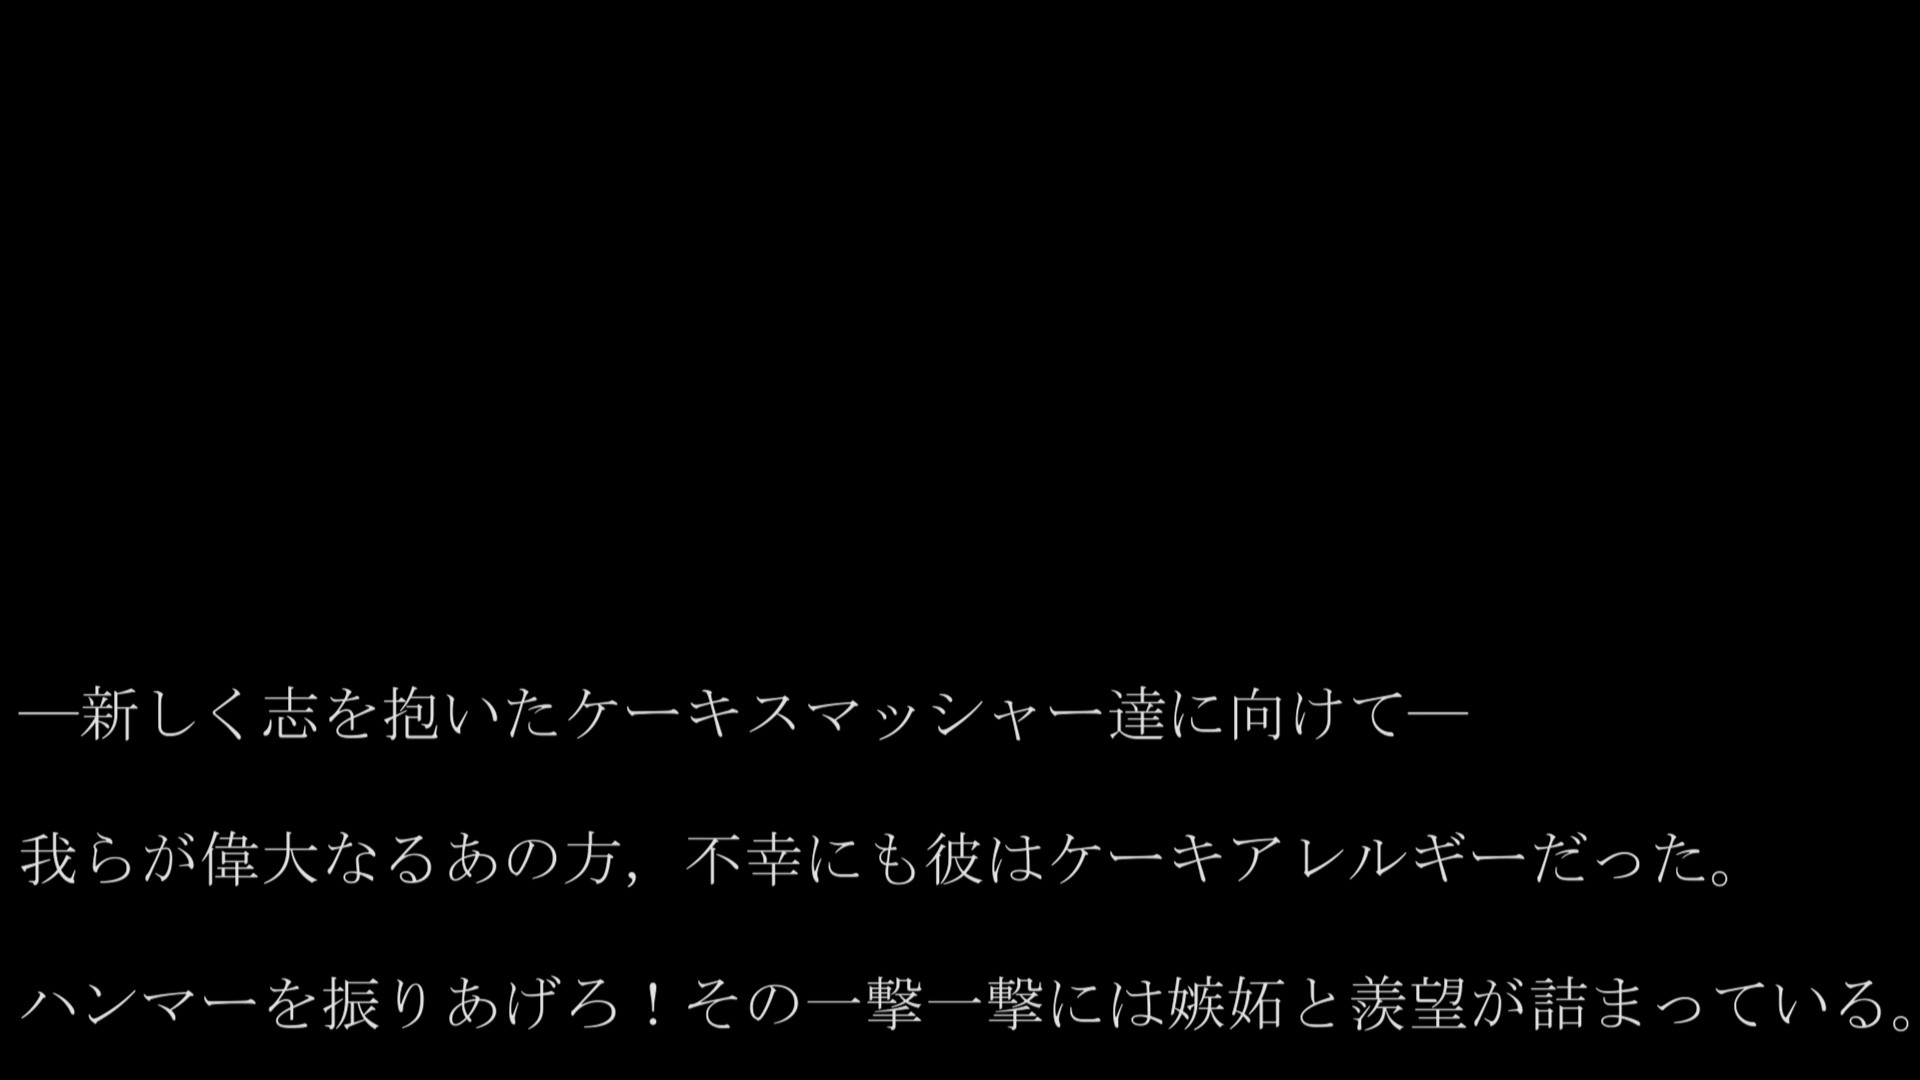 ―新しく志を抱いたケーキスマッシャー達に向けて―
我らが偉大なるあの方，不幸にも彼はケーキアレルギーだった。
ハンマーを振りあげろ！その一撃一撃には嫉妬と羨望が詰まっている。